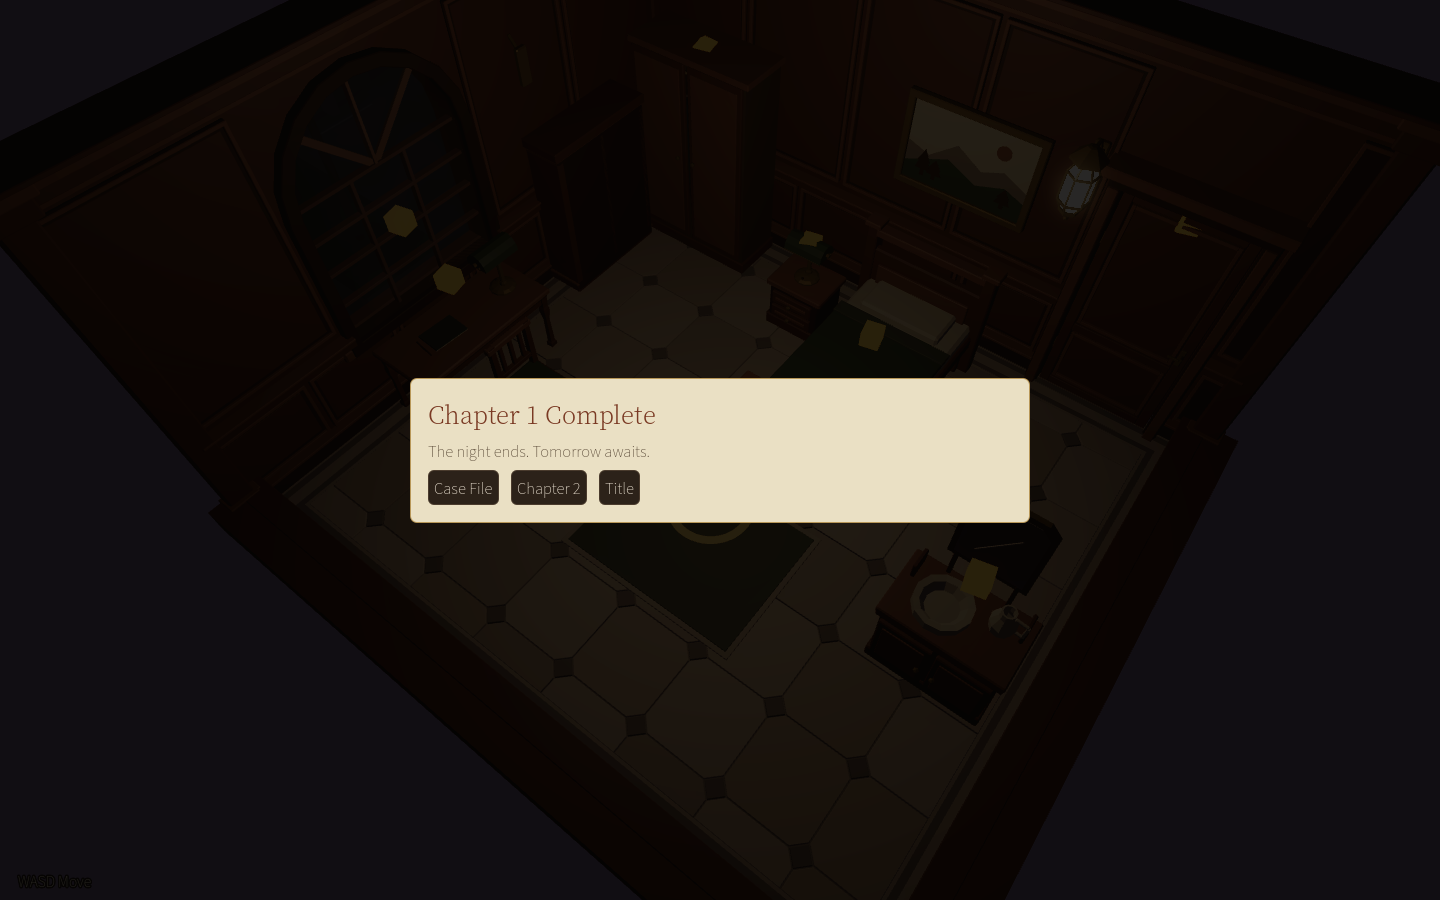 Chapter 1 Complete
The night ends. Tomorrow awaits.
Case File
Chapter 2
Title
WASD Move